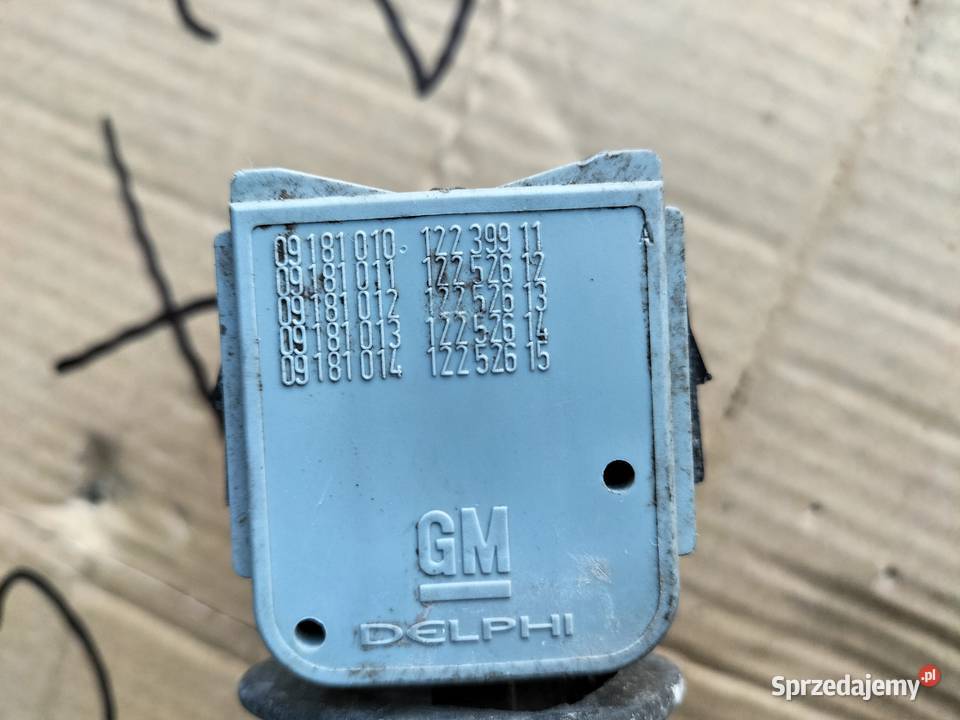 09 181 010 122 399 11
09 181 011 122 526 12
09 181 012 122 526 13
09 181 013 122 526 14
09 181 014 122 526 15
A
GM
DELPHI
Sprzedajemy.pl